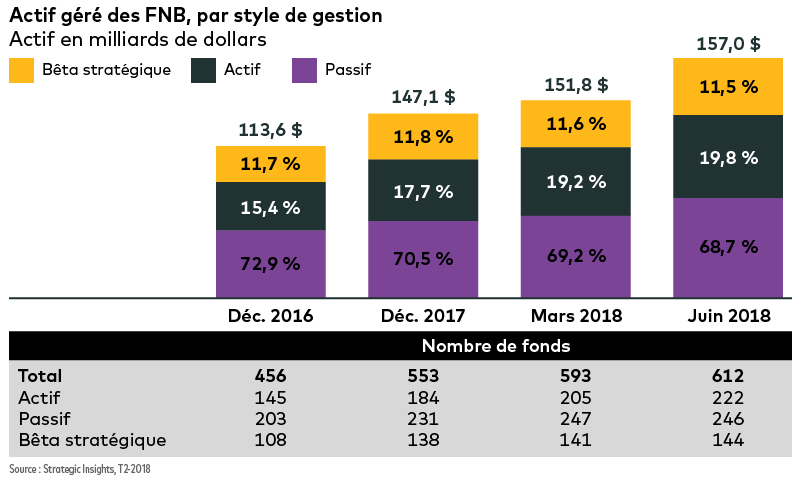 Actif géré des FNB, par style de gestion
Actif en milliards de dollars
Bêta stratégique Actif Passif
113,6 $ 147,1 $ 151,8 $ 157,0 $
11,7 % 11,8 % 11,6 % 11,5 %
15,4 % 17,7 % 19,2 % 19,8 %
72,9 % 70,5 % 69,2 % 68,7 %
Déc. 2016 Déc. 2017 Mars 2018 Juin 2018
Nombre de fonds
Total 456 553 593 612
Actif 145 184 205 222
Passif 203 231 247 246
Bêta stratégique 108 138 141 144
Source : Strategic Insights, T2-2018